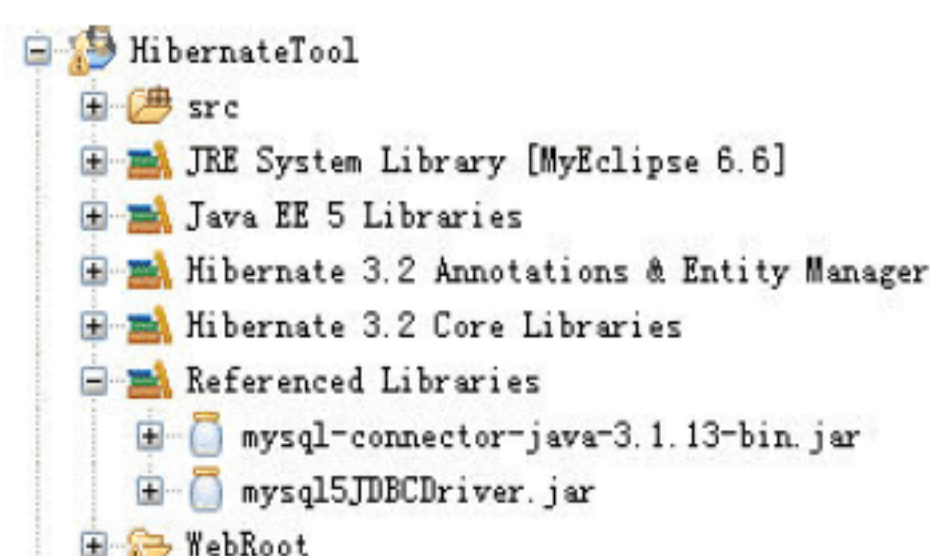 HibernateTool
src
JRE System Library [MyEclipse 6.6]
Java EE 5 Libraries
Hibernate 3.2 Annotations & Entity Manager
Hibernate 3.2 Core Libraries
Referenced Libraries
mysql-connector-java-3.1.13-bin.jar
mysql5JDBCDriver.jar
WebRoot